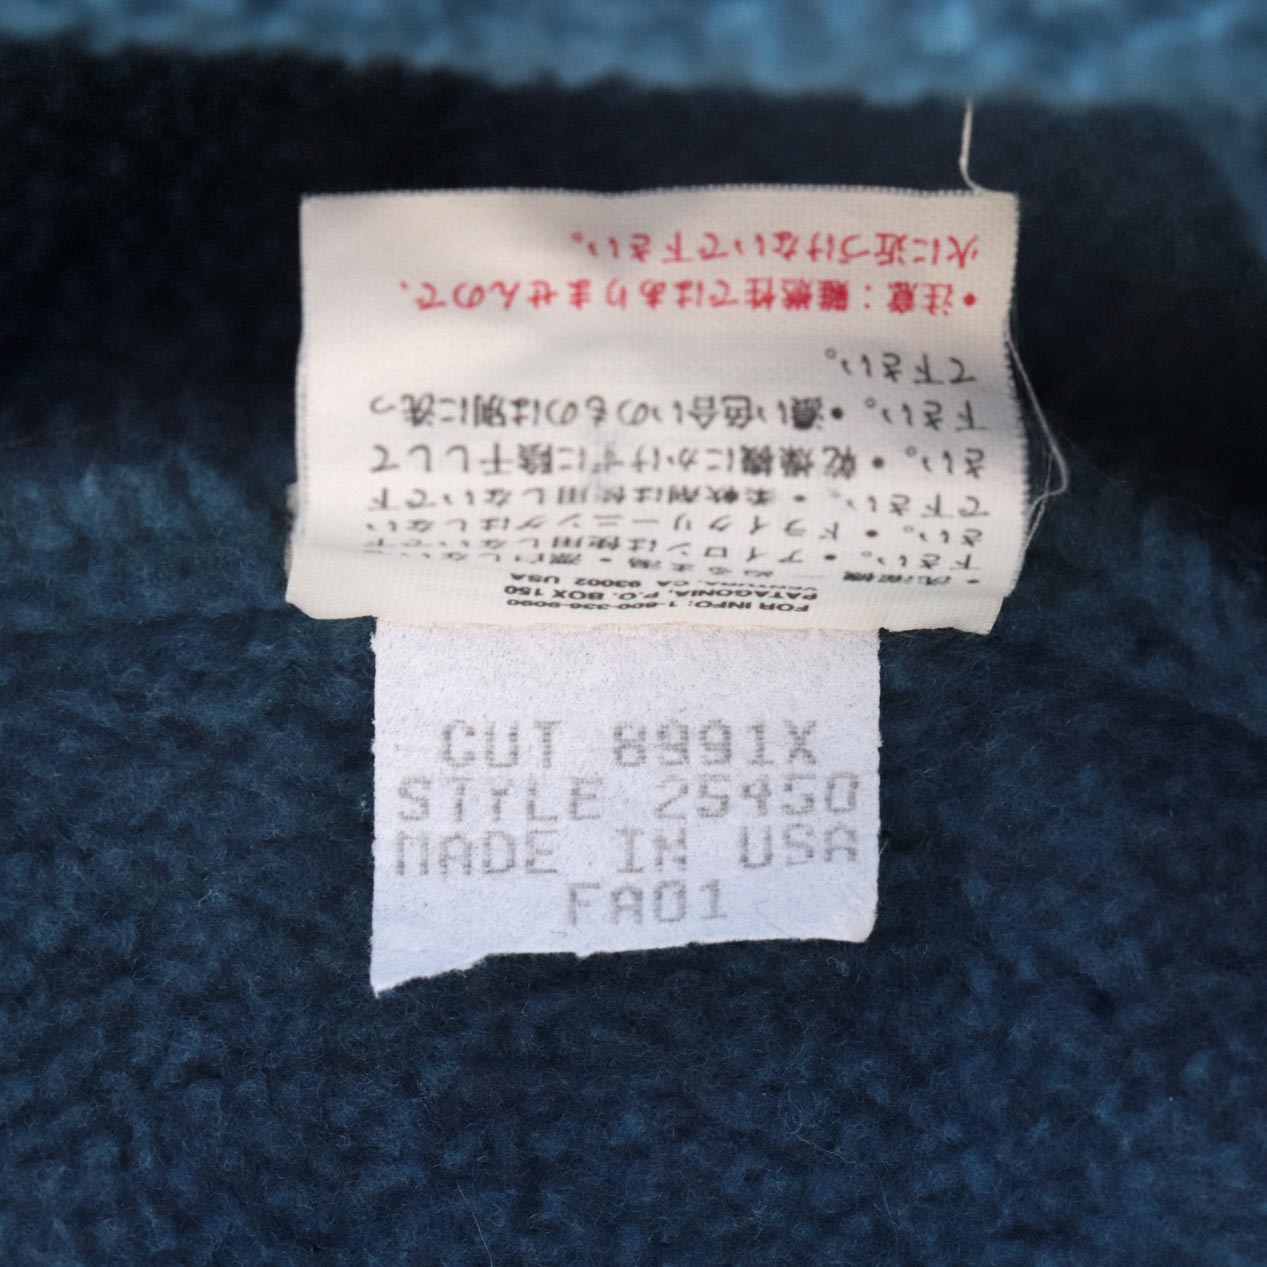 FOR INFO: 1-800-336-9090
PATAGONIA, P.O. BOX 150
VENTURA, CA. 93002 USA
下さい。・アイロンは使用しないで
さい。・ドライクリーニングはしない
で下さい。・柔軟剤は使用しないで下
さい。・乾燥機にかけずに陰干しして
下さい。・濃い色合いのものは別に洗っ
て下さい。
・注意：難燃性ではありませんので、
火に近づけないで下さい。
CUT 8991X
STYLE 25450
MADE IN USA
FA01